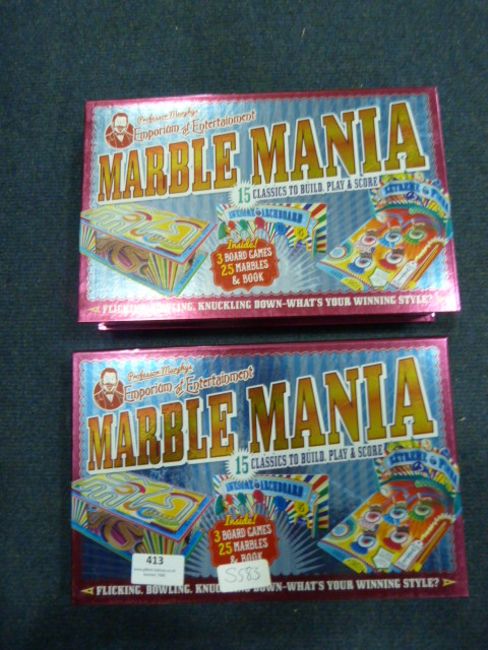 Professor Murphy's
Emporium of Entertainment
MARBLE MANIA
15 CLASSICS TO BUILD, PLAY & SCORE
Inside!
3 BOARD GAMES
25 MARBLES
& BOOK
FLICKING, BOWLING, KNUCKLING DOWN-WHAT'S YOUR WINNING STYLE?
Professor Murphy's
Emporium of Entertainment
MARBLE MANIA
15 CLASSICS TO BUILD, PLAY & SCORE
Inside!
3 BOARD GAMES
25 MARBLES
& BOOK
413
S583
FLICKING, BOWLING, KNUC DOWN-WHAT'S YOUR WINNING STYLE?